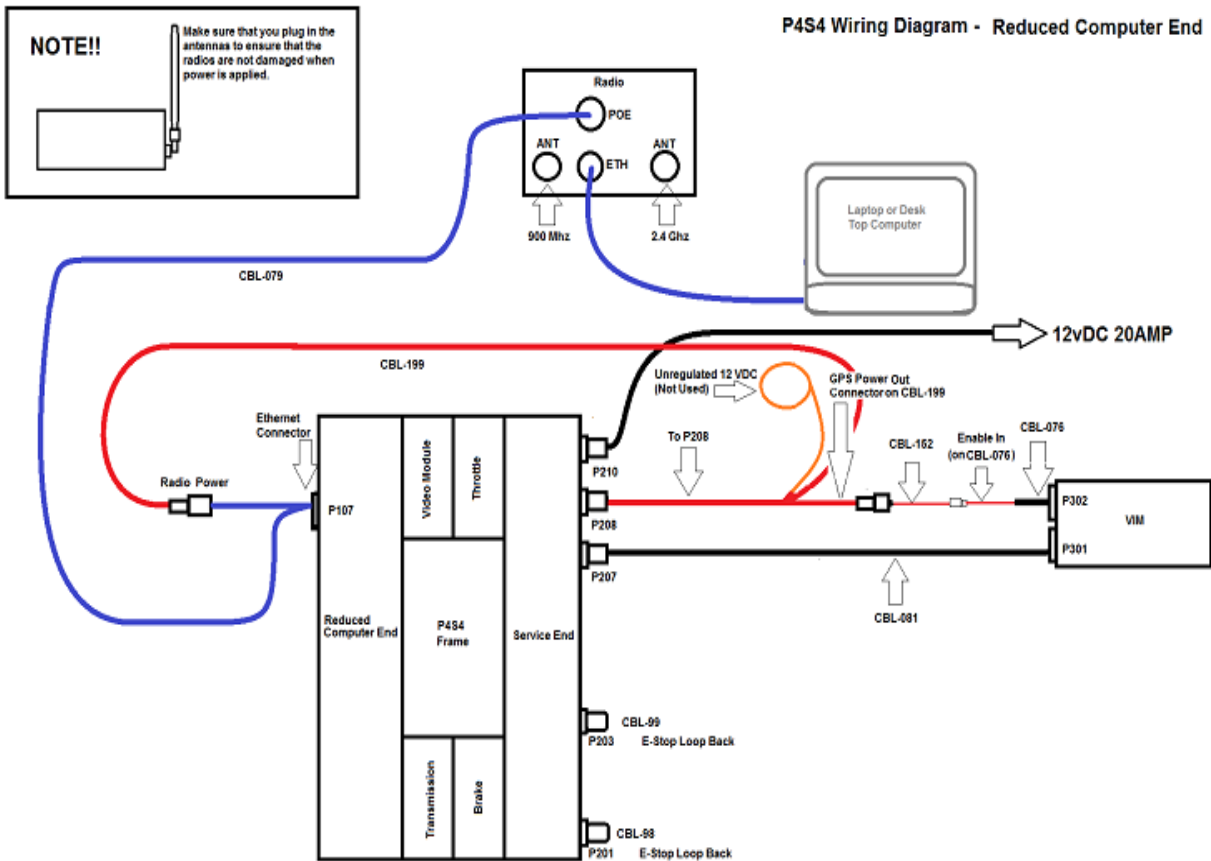 P4S4 Wiring Diagram - Reduced Computer End
NOTE!!
Make sure that you plug in the
antennas to ensure that the
radios are not damaged when
power is applied.
Radio
POE
ANT
ETH
ANT
900 Mhz
2.4 Ghz
Laptop or Desk
Top Computer
CBL-079
12vDC 20AMP
CBL-199
Unregulated 12 VDC
(Not Used)
GPS Power Out
Connector on CBL-199
Ethernet
Connector
To P208
CBL-162
Enable In
(on CBL-076)
CBL-076
Radio Power
P107
Video Module
Throttle
P210
P208
P207
P302
P301
VIM
CBL-081
Reduced
Computer End
P4S4
Frame
Service End
CBL-99
P203 E-Stop Loop Back
Transmission
Brake
CBL-98
P201 E-Stop Loop Back